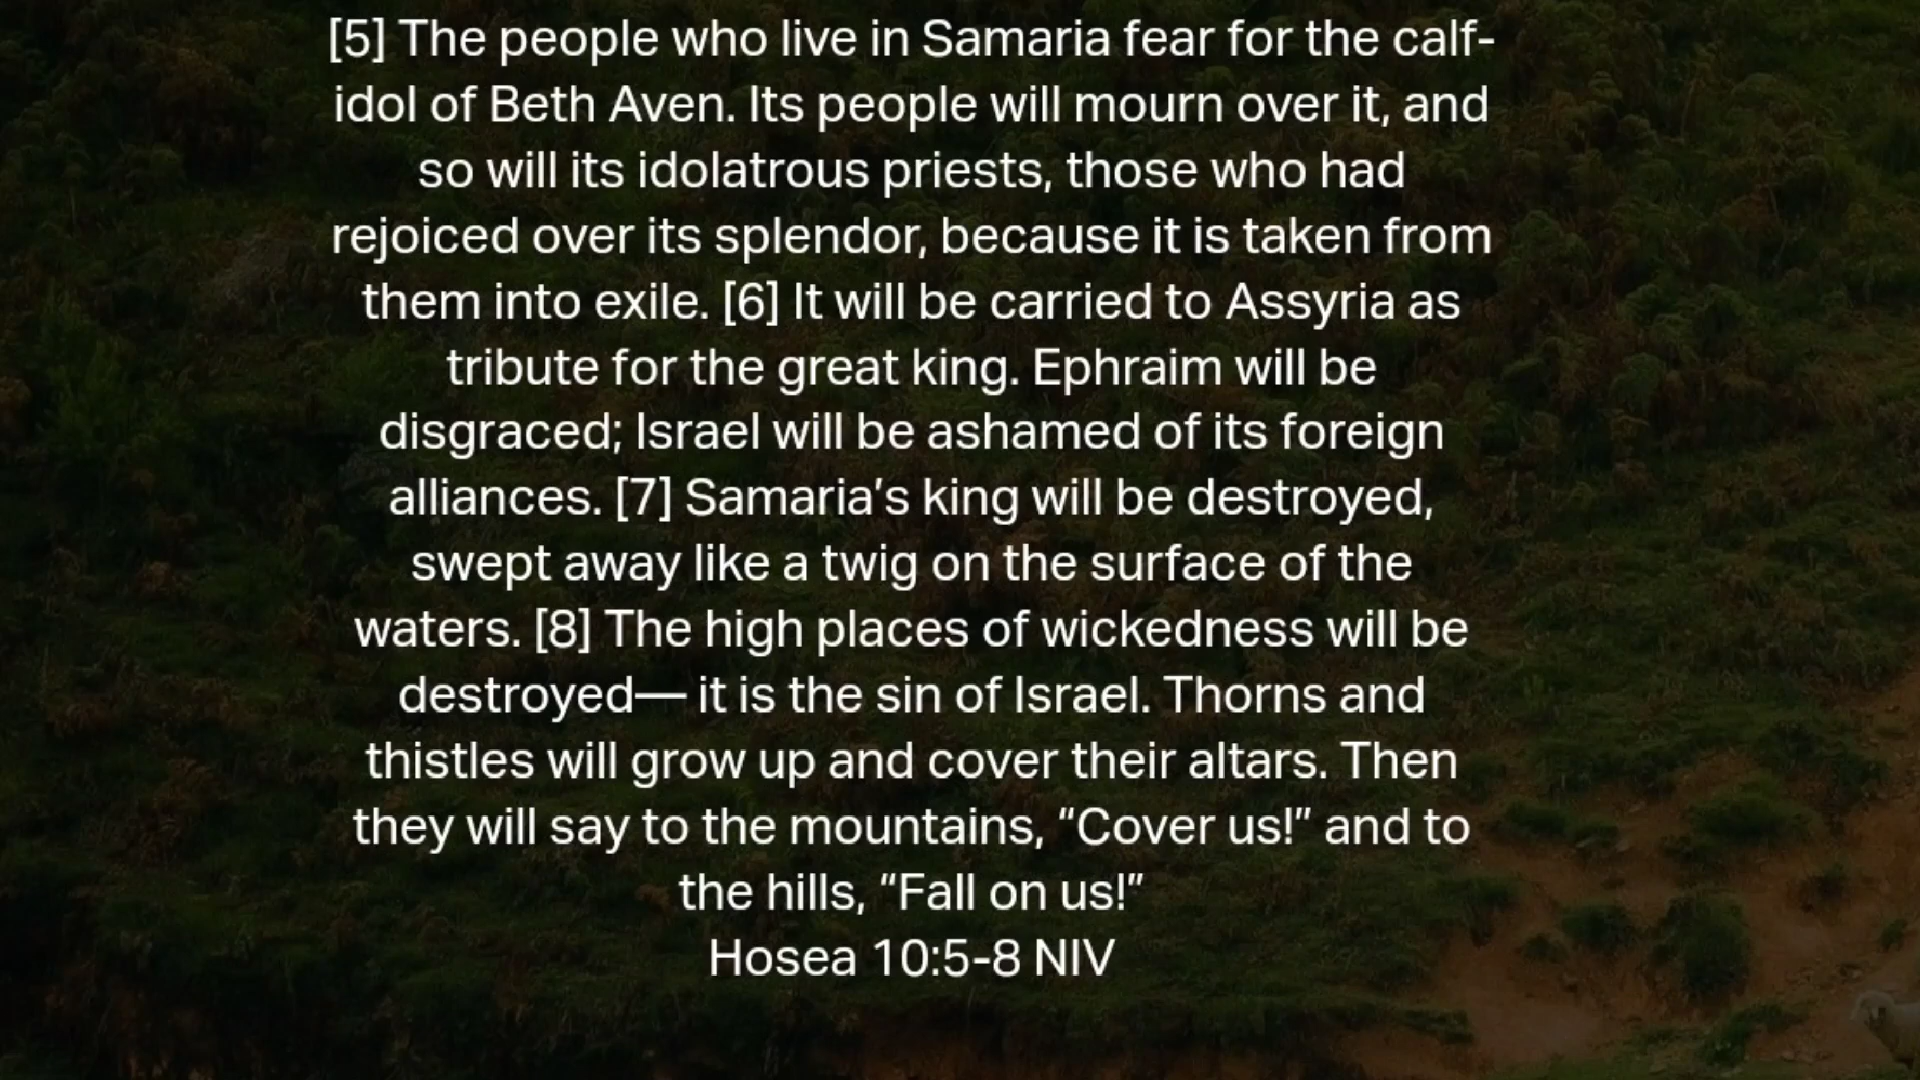 [5] The people who live in Samaria fear for the calf-
idol of Beth Aven. Its people will mourn over it, and
so will its idolatrous priests, those who had
rejoiced over its splendor, because it is taken from
them into exile. [6] It will be carried to Assyria as
tribute for the great king. Ephraim will be
disgraced; Israel will be ashamed of its foreign
alliances. [7] Samaria’s king will be destroyed,
swept away like a twig on the surface of the
waters. [8] The high places of wickedness will be
destroyed— it is the sin of Israel. Thorns and
thistles will grow up and cover their altars. Then
they will say to the mountains, “Cover us!” and to
the hills, “Fall on us!”
Hosea 10:5-8 NIV